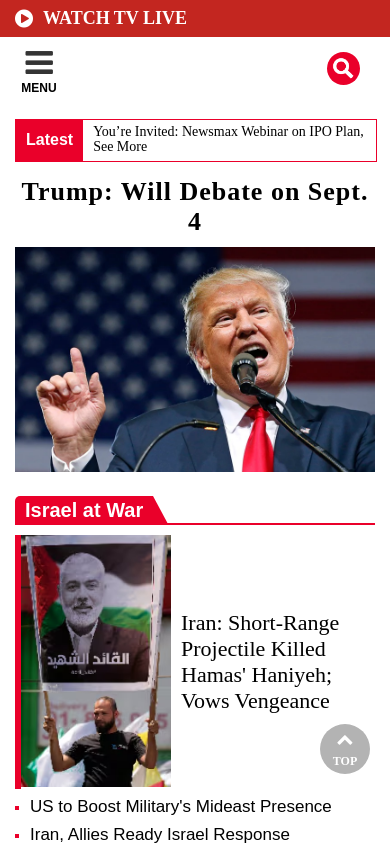 WATCH TV LIVE
MENU
Latest
You’re Invited: Newsmax Webinar on IPO Plan,
See More
Trump: Will Debate on Sept.
4
Israel at War
القائد الشهيد
Iran: Short-Range
Projectile Killed
Hamas' Haniyeh;
Vows Vengeance
TOP
US to Boost Military's Mideast Presence
Iran, Allies Ready Israel Response